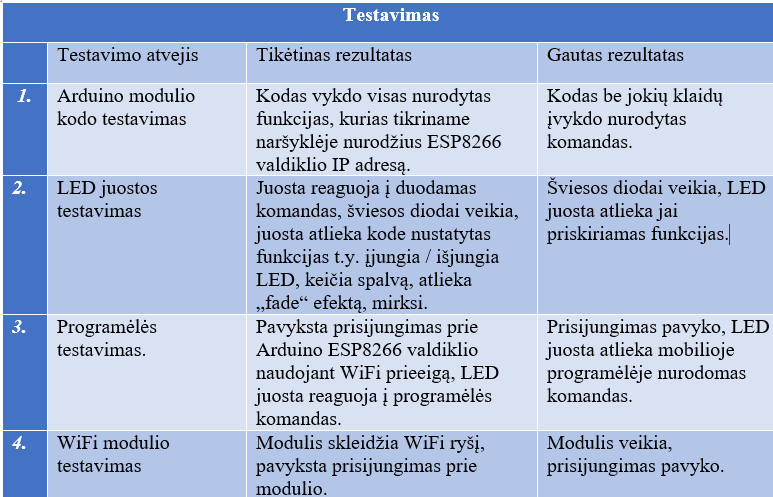 Testavimas
Testavimo atvejis
Tikėtinas rezultatas
Gautas rezultatas
1.
Arduino modulio
kodo testavimas
Kodas vykdo visas nurodytas
funkcijas, kurias tikriname
naršyklėje nurodžius ESP8266
valdiklio IP adresą.
Kodas be jokių klaidų
įvykdo nurodytas
komandas.
2.
LED juostos
testavimas
Juosta reaguoja į duodamas
komandas, šviesos diodai veikia,
juosta atlieka kode nustatytas
funkcijas t.y. įjungia / išjungia
LED, keičia spalvą, atlieka
„fade“ efektą, mirksi.
Šviesos diodai veikia, LED
juosta atlieka jai
priskiriamas funkcijas.
3.
Programėlės
testavimas.
Pavyksta prisijungimas prie
Arduino ESP8266 valdiklio
naudojant WiFi prieeigą, LED
juosta reaguoja į programėlės
komandas.
Prisijungimas pavyko, LED
juosta atlieka mobilioje
programėlėje nurodomas
komandas.
4.
WiFi modulio
testavimas
Modulis skleidžia WiFi ryšį,
pavyksta prisijungimas prie
modulio.
Modulis veikia,
prisijungimas pavyko.